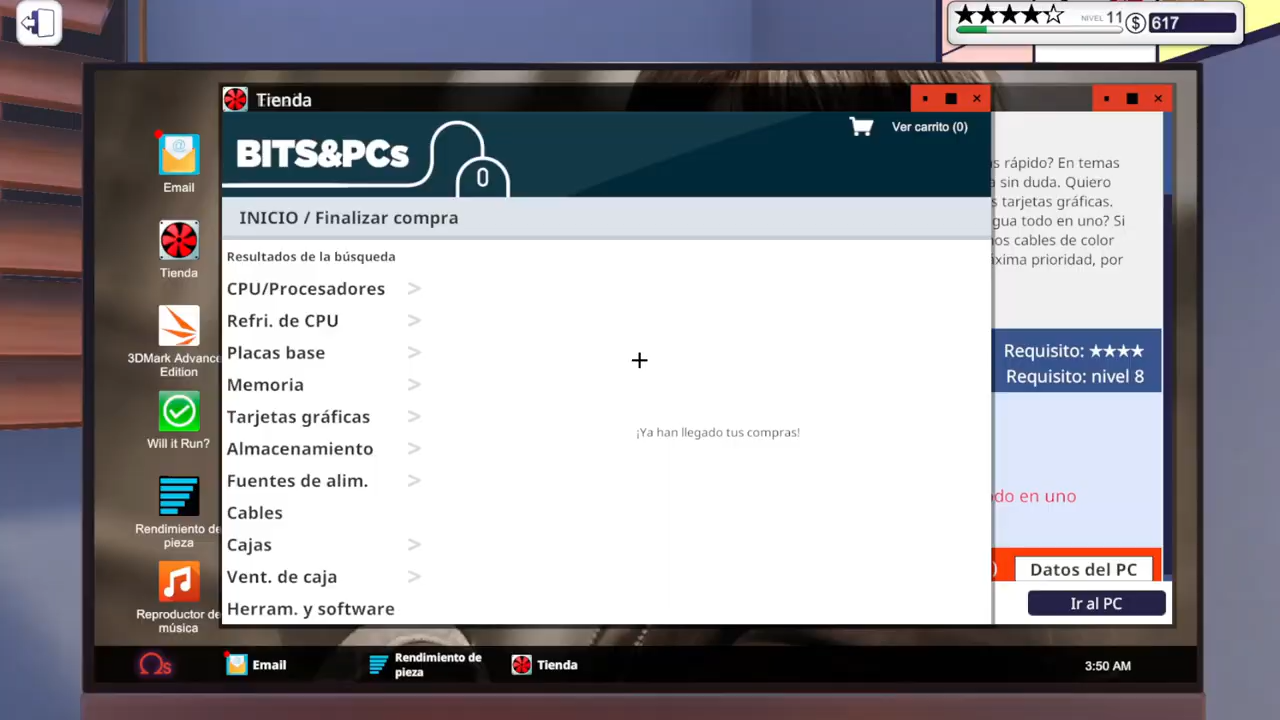 NIVEL 11
$ 617
Tienda
Email
Tienda
3DMark Advance
Edition
Will it Run?
Rendimiento de
pieza
Reproductor de
música
BITS&PCs
Ver carrito (0)
INICIO / Finalizar compra
Resultados de la búsqueda
CPU/Procesadores >
Refri. de CPU >
Placas base >
Memoria >
Tarjetas gráficas >
Almacenamiento >
Fuentes de alim. >
Cables
Cajas >
Vent. de caja >
Herram. y software
¡Ya han llegado tus compras!
rápido? En temas
sin duda. Quiero
tarjetas gráficas.
gua todo en uno? Si
os cables de color
xima prioridad, por
Requisito: ★★★★
Requisito: nivel 8
do en uno
)
Datos del PC
Ir al PC
Ωs
Email
Rendimiento de
pieza
Tienda
3:50 AM